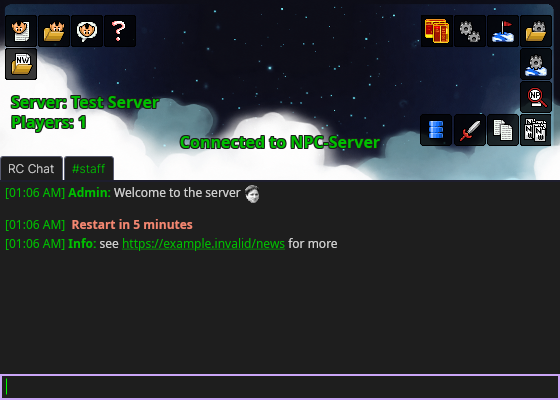 NW
NP
Server: Test Server
Players: 1
Connected to NPC-Server
RC Chat
#staff
[01:06 AM] Admin: Welcome to the server
[01:06 AM] Restart in 5 minutes
[01:06 AM] Info: see https://example.invalid/news for more